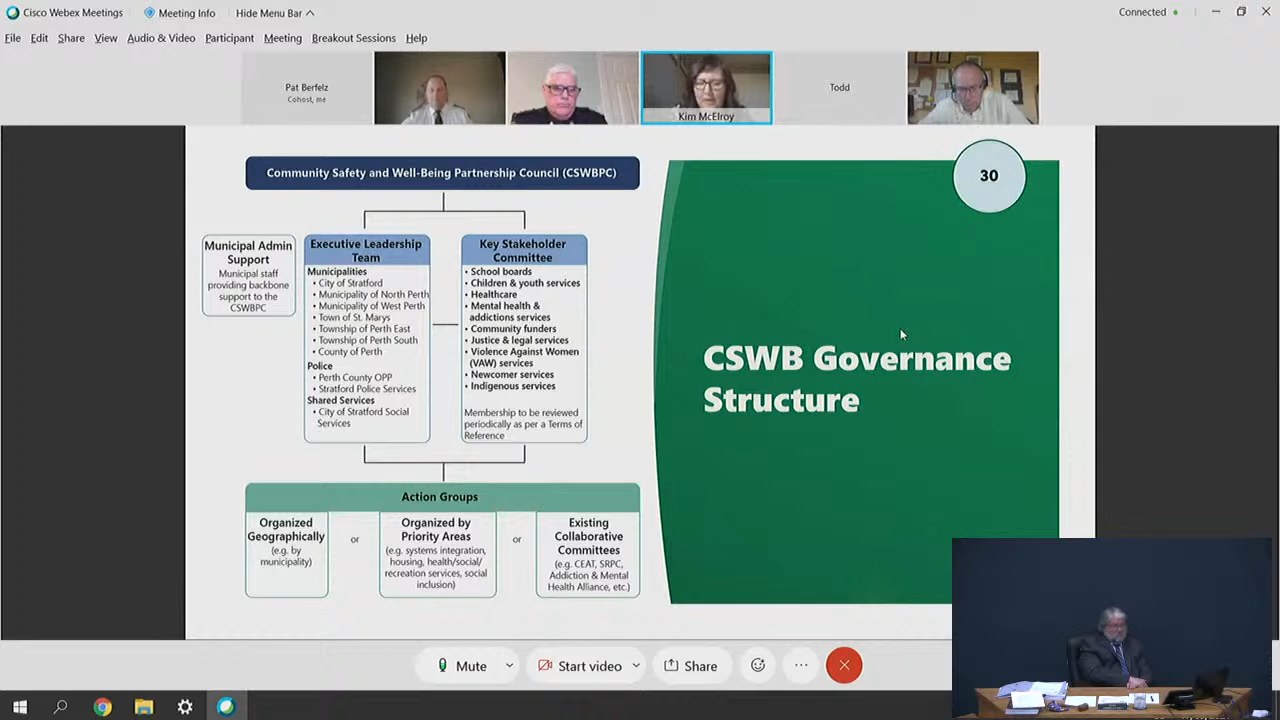 Cisco Webex Meetings
Meeting Info
Hide Menu Bar
Connected
File Edit Share View Audio & Video Participant Meeting Breakout Sessions Help
Pat Berfelz
Cohost, me
Kim McElroy
Todd
Community Safety and Well-Being Partnership Council (CSWBPC)
30
Municipal Admin
Support
Municipal staff
providing backbone
support to the
CSWBPC
Executive Leadership
Team
Municipalities
• City of Stratford
• Municipality of North Perth
• Municipality of West Perth
• Town of St. Marys
• Township of Perth East
• Township of Perth South
• County of Perth
Police
• Perth County OPP
• Stratford Police Services
Shared Services
• City of Stratford Social
Services
Key Stakeholder
Committee
• School boards
• Children & youth services
• Healthcare
• Mental health &
addictions services
• Community funders
• Justice & legal services
• Violence Against Women
(VAW) services
• Newcomer services
• Indigenous services
Membership to be reviewed
periodically as per a Terms of
Reference
CSWB Governance
Structure
Action Groups
Organized
Geographically
(e.g. by
municipality)
or
Organized by
Priority Areas
(e.g. systems integration,
housing, health/social/
recreation services, social
inclusion)
or
Existing
Collaborative
Committees
(e.g. CEAT, SRPC,
Addiction & Mental
Health Alliance, etc.)
Mute
Start video
Share